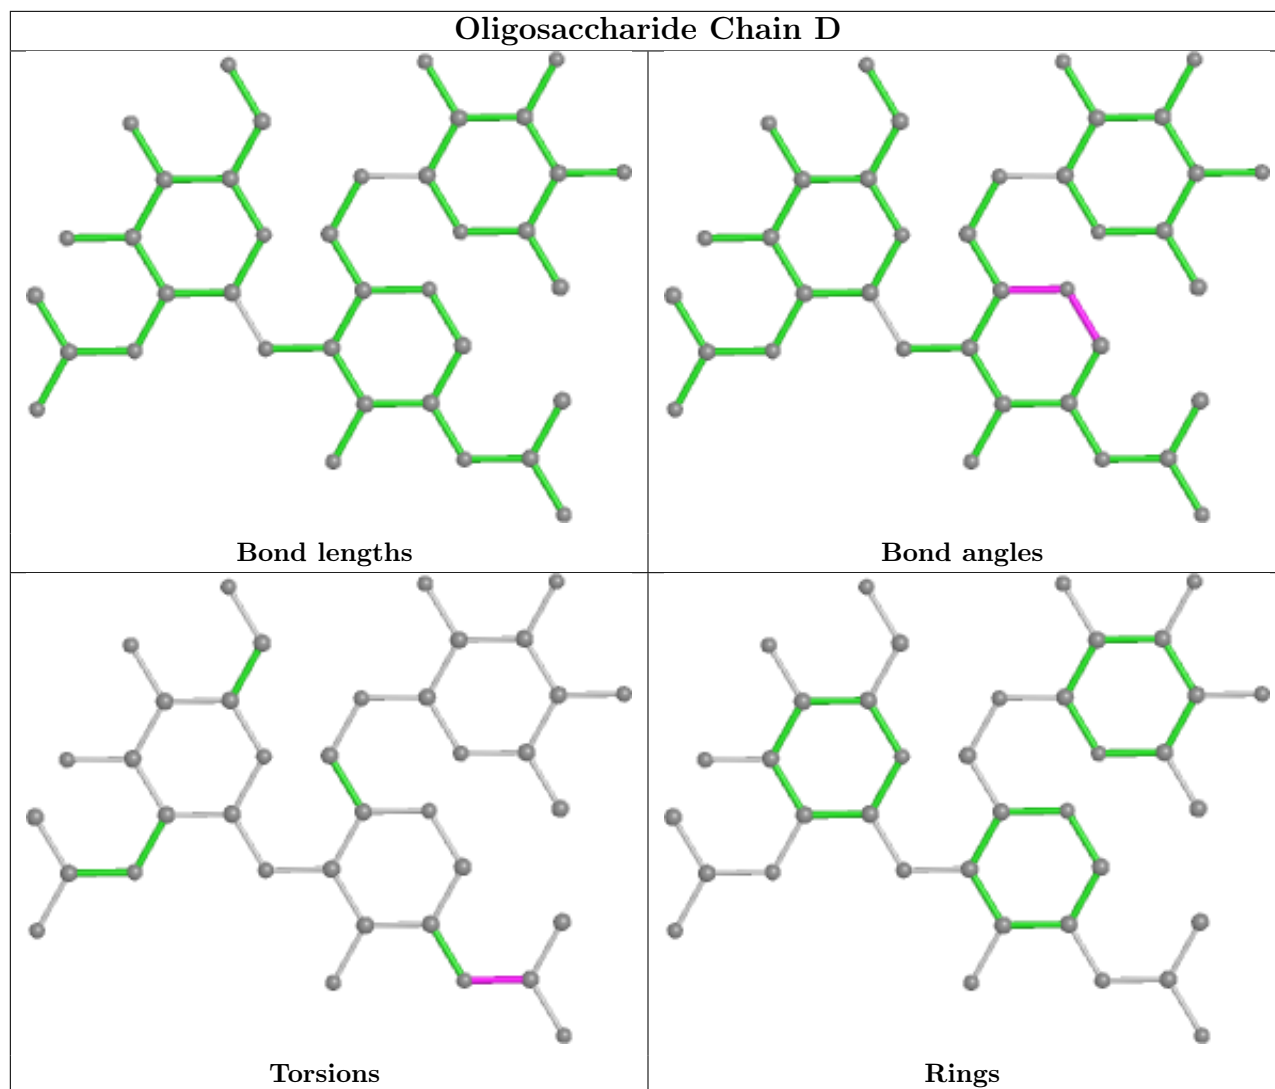 Oligosaccharide Chain D
Bond lengths
Bond angles
Torsions
Rings